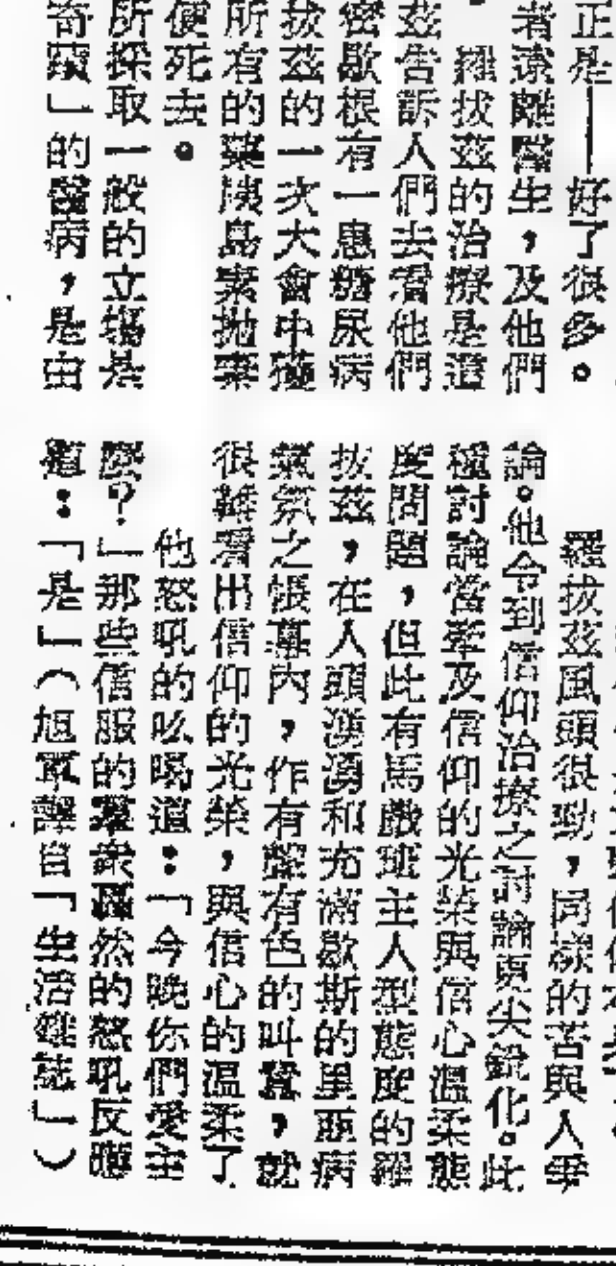 正是——好了很多。
者遠離醫生，及他們
。羅拔茲的治療是這
茲告訴人們去看他們
密歇根有一患糖尿病
拔茲的一次大會中獲
所有的葉胰島素拋棄
便死去。
所採取一般的立場是
奇蹟」的醫病，是由
羅拔茲風頭很勁，同樣的苦與人爭
論。他令到信仰治療之討論更尖銳化。此
種討論當牽及信仰的光榮與信心溫柔態
度問題，但此有馬戲班主人型態度的羅
拔茲，在人頭湧湧和充滿歇斯的里亞病
氣氛之帳幕內，作有聲有色的叫囂，就
很難看出信仰的光榮，與信心的溫柔了
他怒吼的吆喝道：「今晚你們愛主
麼？」那些信服的羣衆轟然的怒吼反應
道：「是」（旭軍譯自「生活雜誌」）